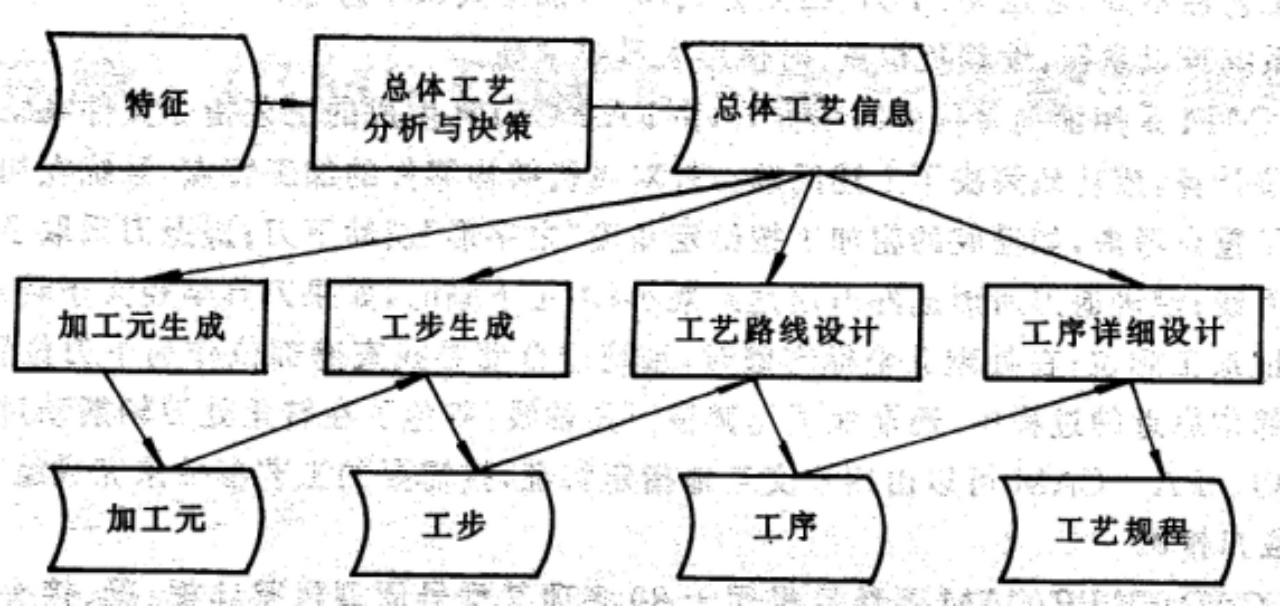 特征
总体工艺
分析与决策
总体工艺信息
加工元生成
工步生成
工艺路线设计
工序详细设计
加工元
工步
工序
工艺规程